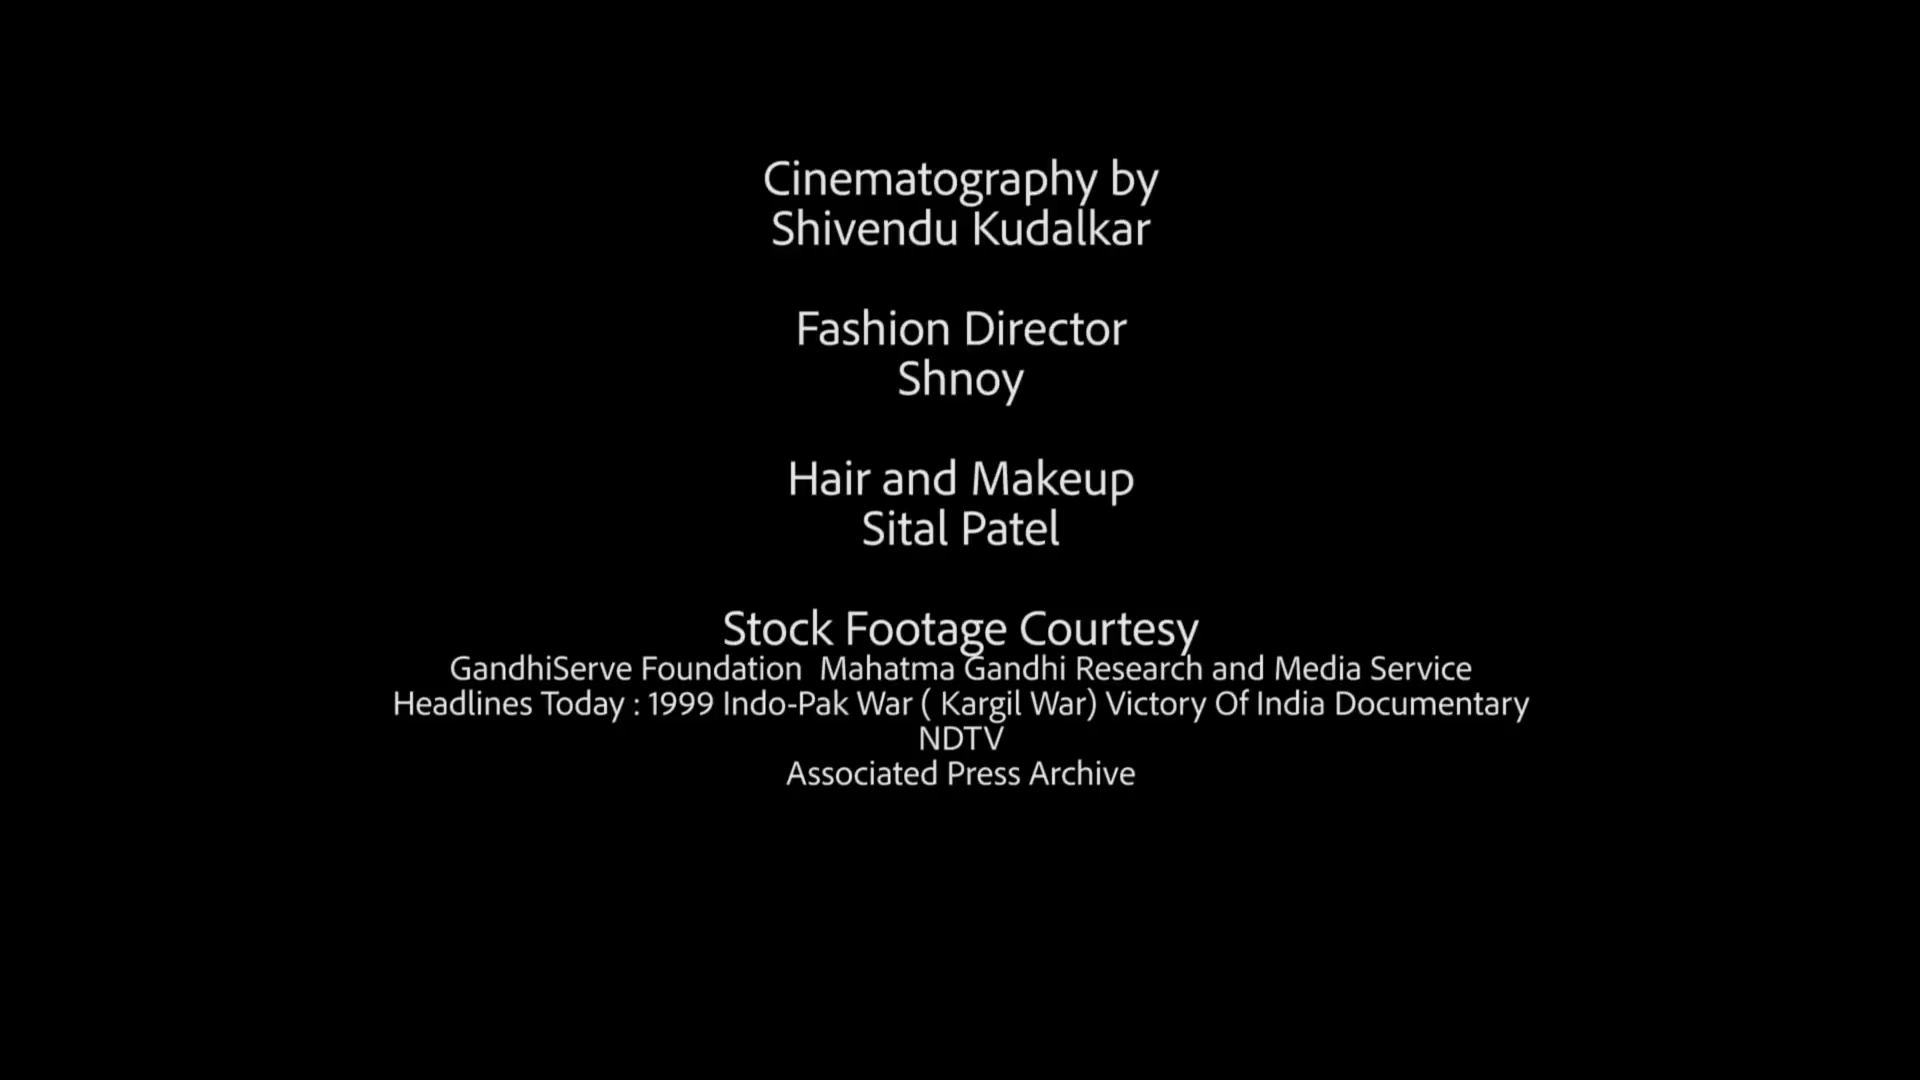 Cinematography by
Shivendu Kudalkar
Fashion Director
Shnoy
Hair and Makeup
Sital Patel
Stock Footage Courtesy
GandhiServe Foundation  Mahatma Gandhi Research and Media Service
Headlines Today : 1999 Indo-Pak War ( Kargil War) Victory Of India Documentary
NDTV
Associated Press Archive